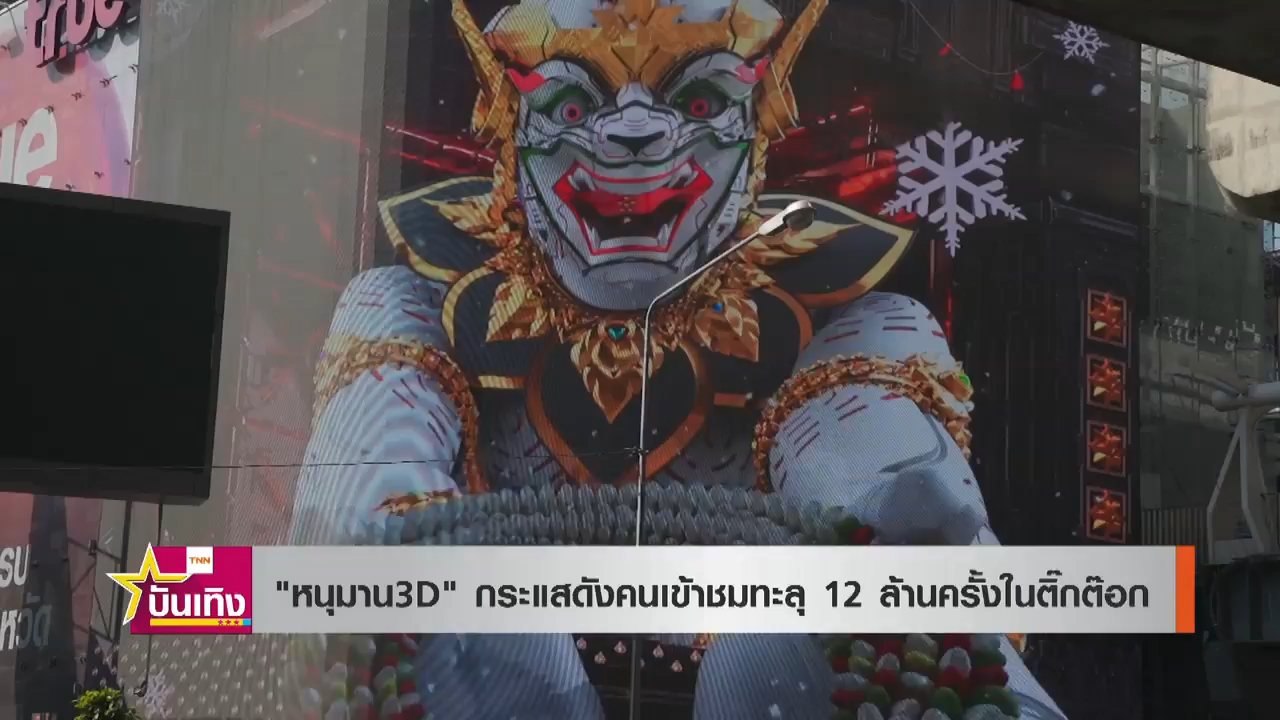 true
ue
TNN
บันเทิง
"หนุมาน3D" กระแสดังคนเข้าชมทะลุ 12 ล้านครั้งในติ๊กต๊อก